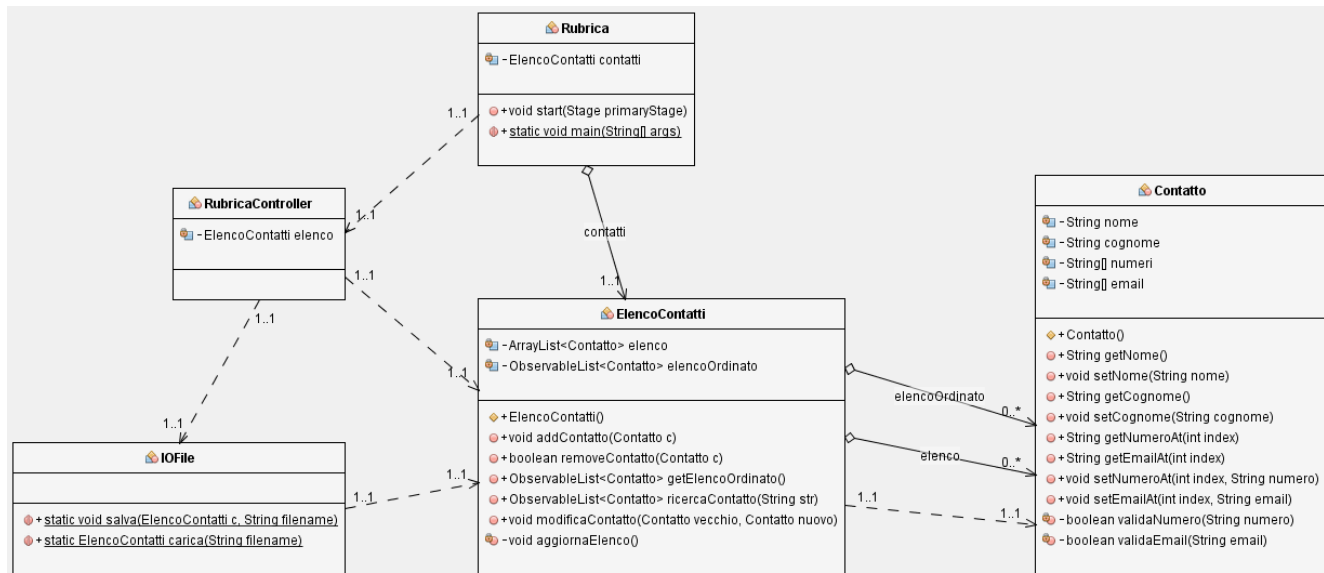 Rubrica
-ElencoContatti contatti
+void start(Stage primaryStage)
+static void main(String[] args)
1..1
1..1
contatti
1..1
RubricaController
-ElencoContatti elenco
1..1
1..1
1..1
1..1
IOFile
+static void salva(ElencoContatti c, String filename)
+static ElencoContatti carica(String filename)
1..1
1..1
ElencoContatti
-ArrayList<Contatto> elenco
-ObservableList<Contatto> elencoOrdinato
+ElencoContatti()
+void addContatto(Contatto c)
+boolean removeContatto(Contatto c)
+ObservableList<Contatto> getElencoOrdinato()
+ObservableList<Contatto> ricercaContatto(String str)
+void modificaContatto(Contatto vecchio, Contatto nuovo)
-void aggiornaElenco()
elencoOrdinato
0..*
elenco
0..*
1..1
1..1
Contatto
-String nome
-String cognome
-String[] numeri
-String[] email
+Contatto()
+String getNome()
+void setNome(String nome)
+String getCognome()
+void setCognome(String cognome)
+String getNumeroAt(int index)
+String getEmailAt(int index)
+void setNumeroAt(int index, String numero)
+void setEmailAt(int index, String email)
-boolean validaNumero(String numero)
-boolean validaEmail(String email)